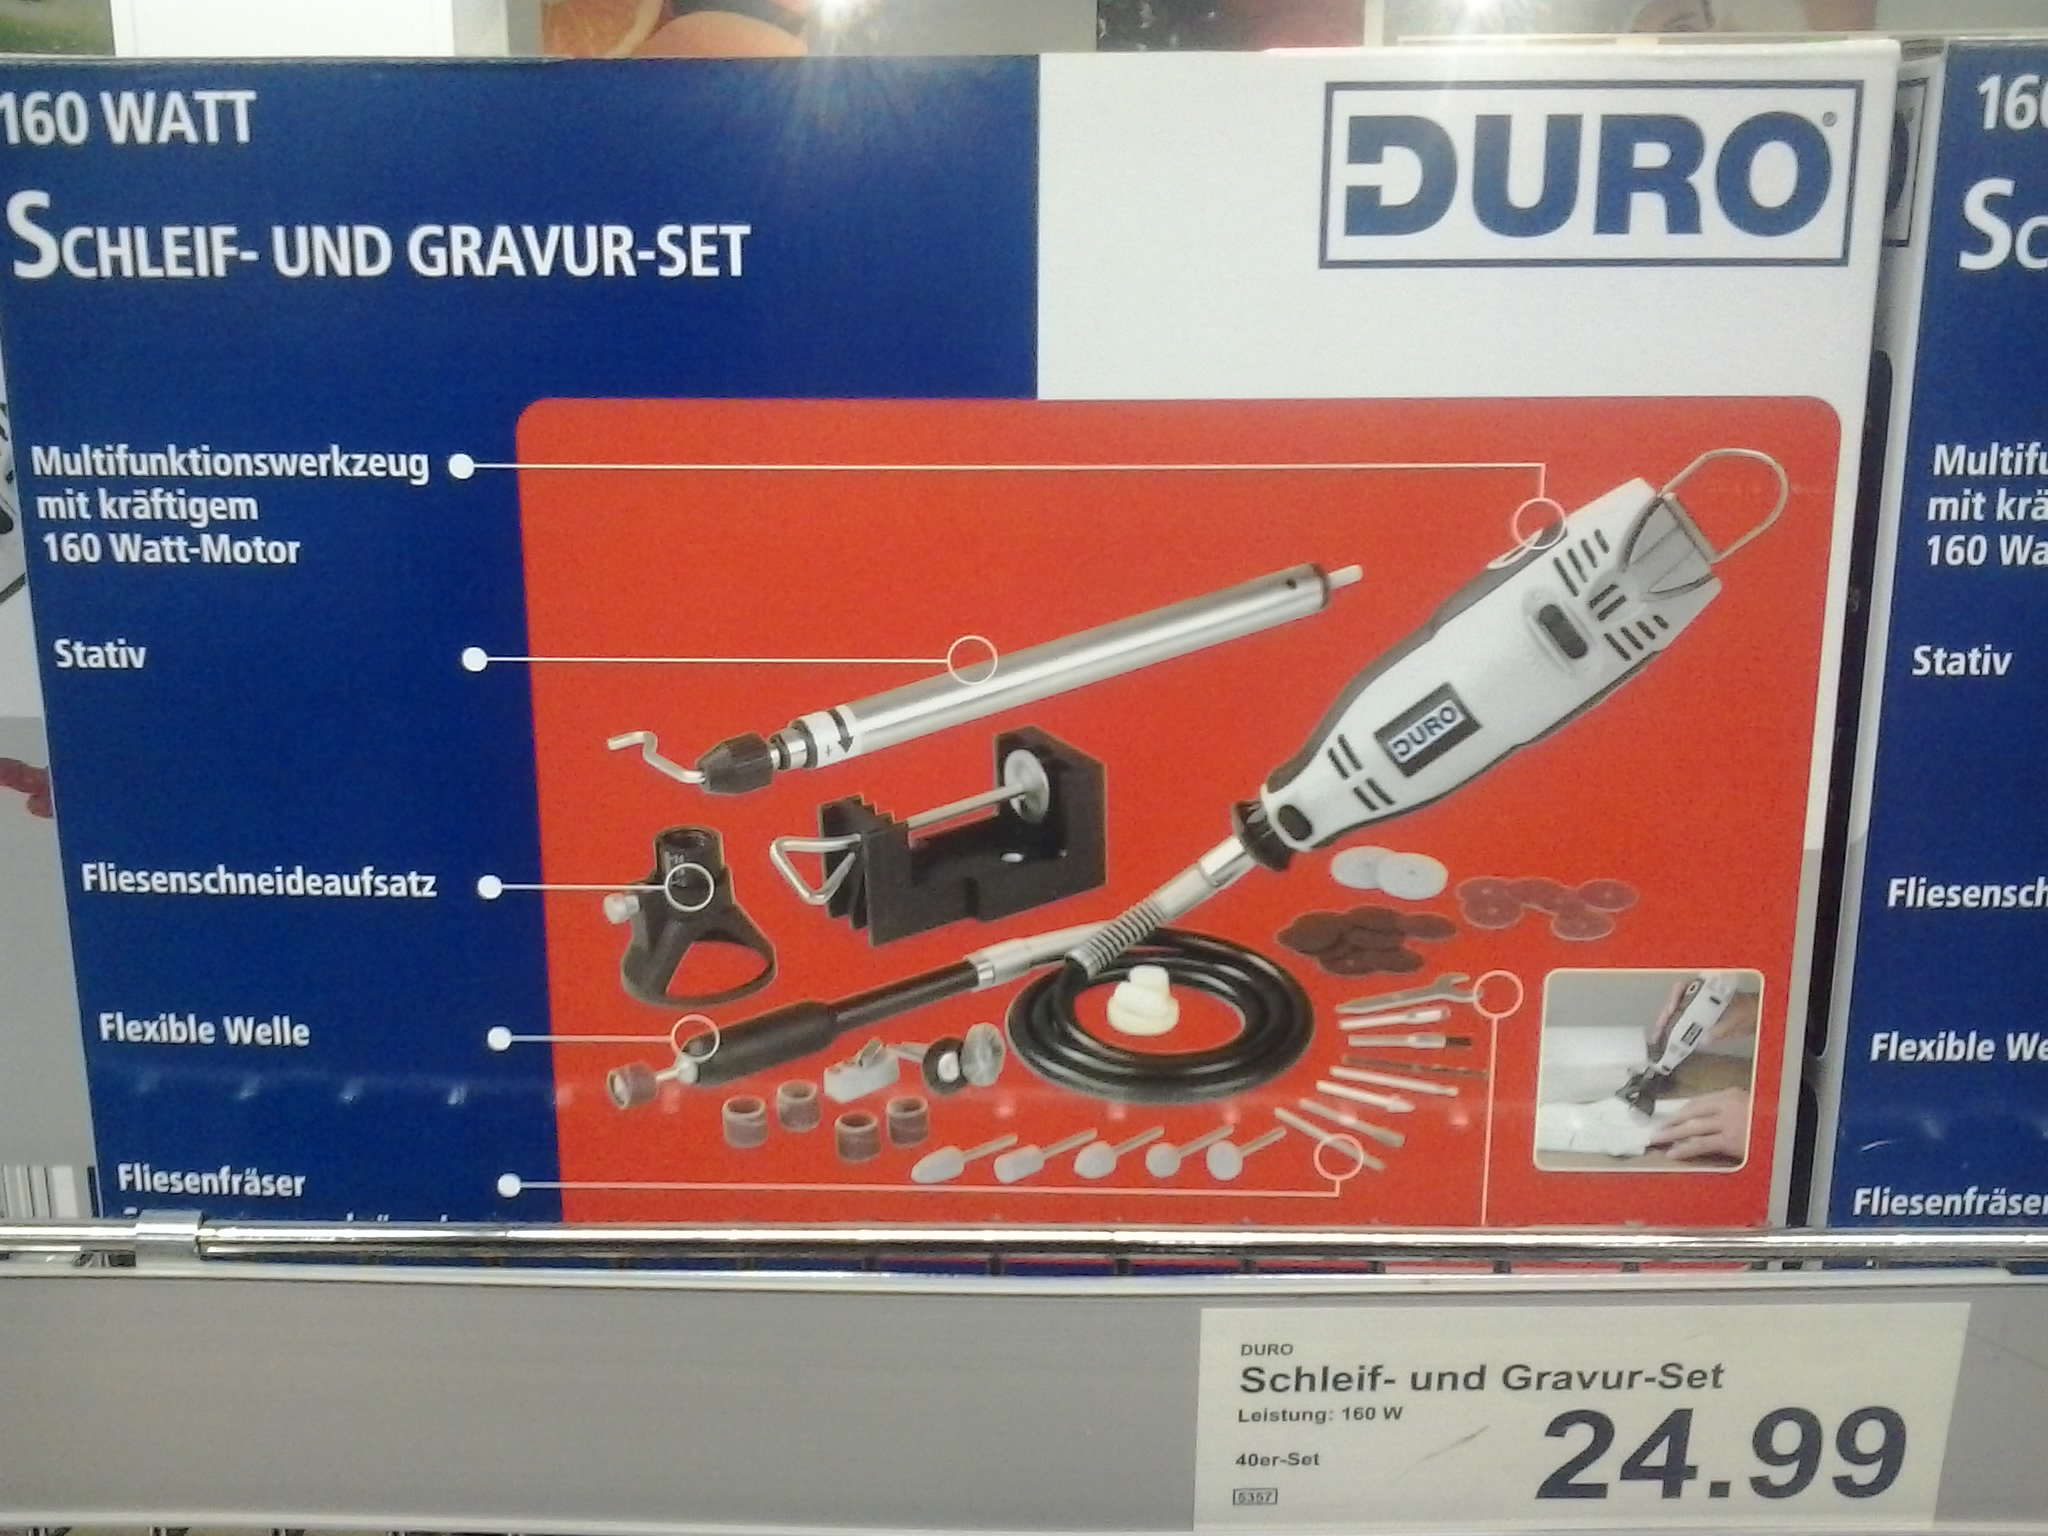 160 WATT
SCHLEIF- UND GRAVUR-SET
DURO®
Multifunktionswerkzeug
mit kräftigem
160 Watt-Motor
Stativ
Fliesenschneideaufsatz
Flexible Welle
Fliesenfräser
DURO
+
160
Sc
Multifu
mit krä
160 Wa
Stativ
Fliesensch
Flexible We
Fliesenfräser
DURO
Schleif- und Gravur-Set
Leistung: 160 W
40er-Set
24.99
5357